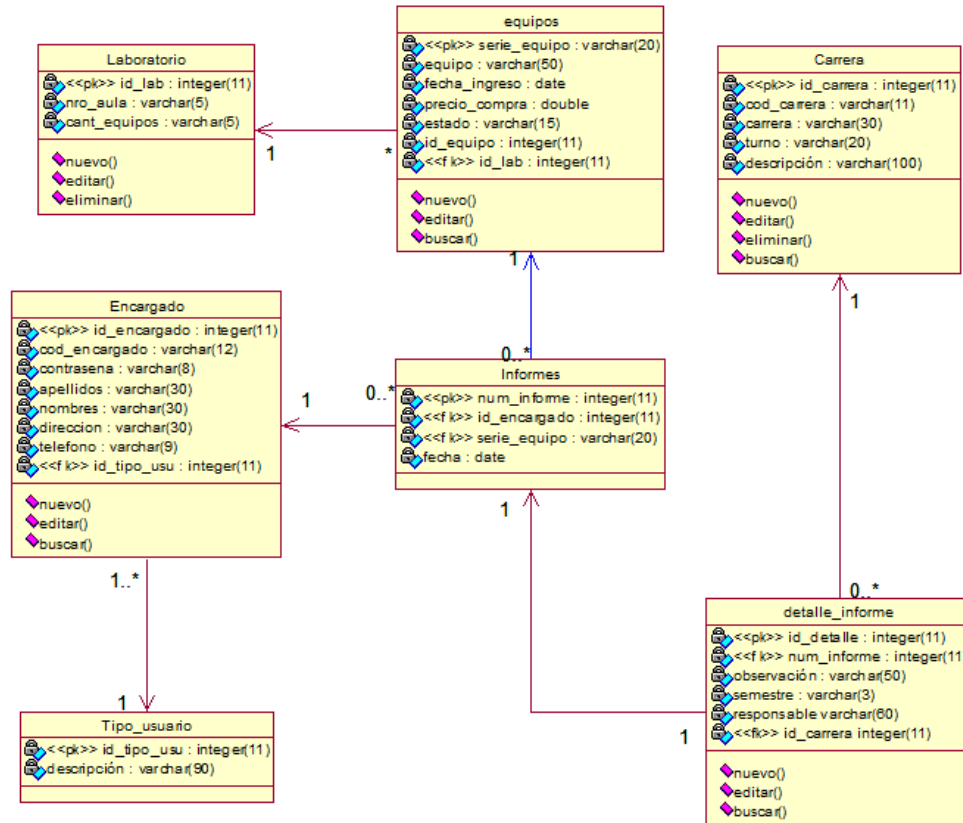 equipos
<<pk>> serie_equipo : varchar(20)
equipo : varchar(50)
fecha_ingreso : date
precio_compra : double
estado : varchar(15)
id_equipo : integer(11)
<<fk>> id_lab : integer(11)
nuevo()
editar()
buscar()
Laboratorio
<<pk>> id_lab : integer(11)
nro_aula : varchar(5)
cant_equipos : varchar(5)
nuevo()
editar()
eliminar()
1
*
Carrera
<<pk>> id_carrera : integer(11)
cod_carrera : varchar(11)
carrera : varchar(30)
turno : varchar(20)
descripción : varchar(100)
nuevo()
editar()
eliminar()
buscar()
1
1
0..*
Encargado
<<pk>> id_encargado : integer(11)
cod_encargado : varchar(12)
contrasena : varchar(8)
apellidos : varchar(30)
nombres : varchar(30)
direccion : varchar(30)
telefono : varchar(9)
<<fk>> id_tipo_usu : integer(11)
nuevo()
editar()
buscar()
1
0..*
Informes
<<pk>> num_informe : integer(11)
<<fk>> id_encargado : integer(11)
<<fk>> serie_equipo : varchar(20)
fecha : date
1
1..*
1
Tipo_usuario
<<pk>> id_tipo_usu : integer(11)
descripción : varchar(90)
0..*
1
detalle_informe
<<pk>> id_detalle : integer(11)
<<fk>> num_informe : integer(11
observación : varchar(50)
semestre : varchar(3)
responsable varchar(60)
<<fk>> id_carrera integer(11)
nuevo()
editar()
buscar()